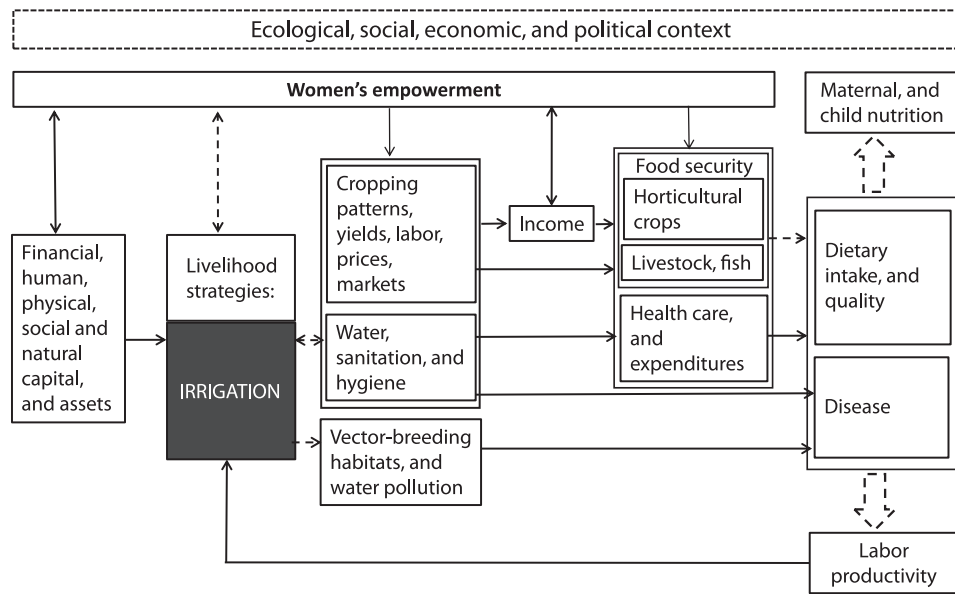 Ecological, social, economic, and political context
Women's empowerment
Maternal, and
child nutrition
Financial,
human,
physical,
social and
natural
capital,
and assets
Livelihood
strategies:
IRRIGATION
Cropping
patterns,
yields, labor,
prices,
markets
Water,
sanitation, and
hygiene
Vector-breeding
habitats, and
water pollution
Income
Food security
Horticultural
crops
Livestock, fish
Health care,
and
expenditures
Dietary
intake, and
quality
Disease
Labor
productivity